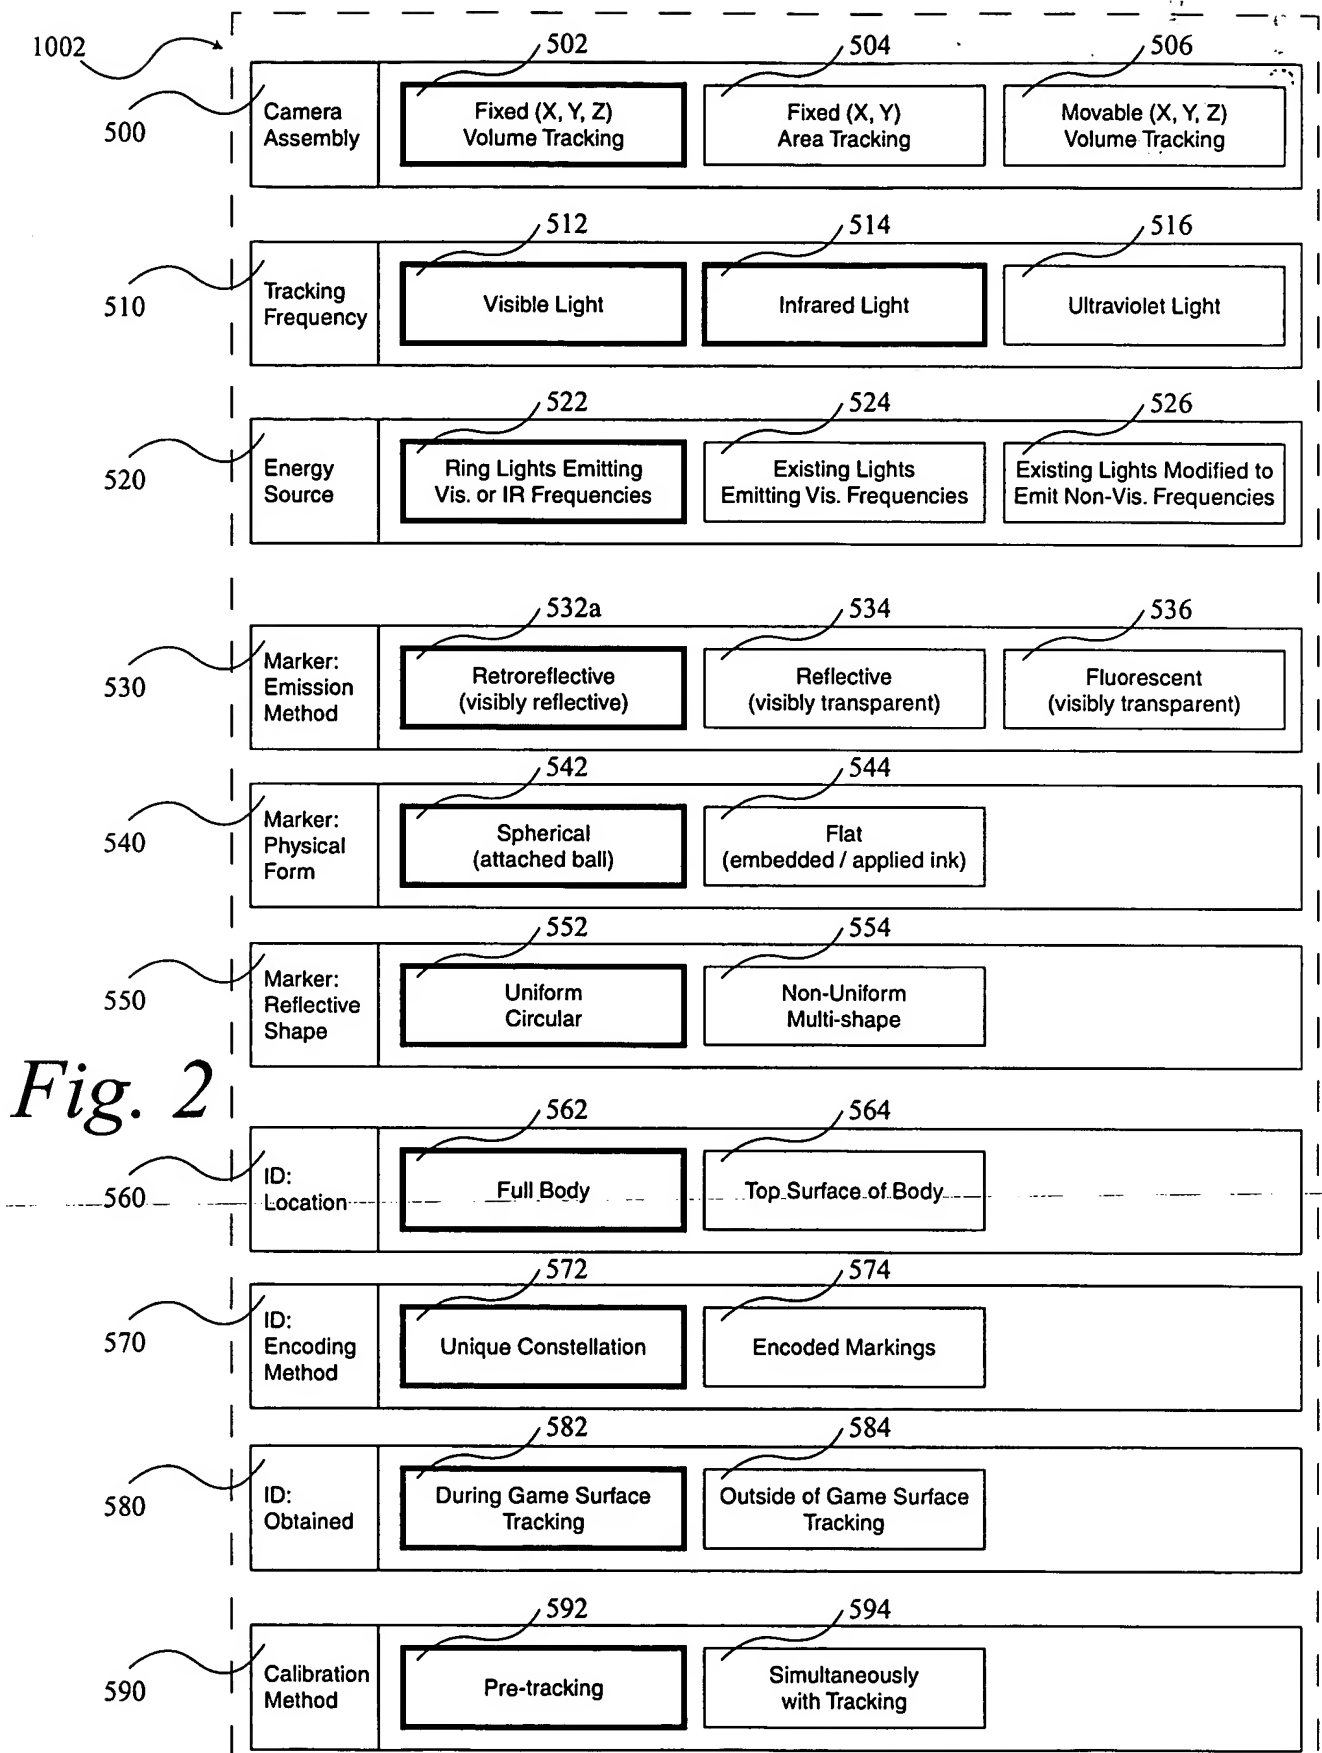 1002
502
504
506
500
Camera
Assembly
Fixed (X, Y, Z)
Volume Tracking
Fixed (X, Y)
Area Tracking
Movable (X, Y, Z)
Volume Tracking
512
514
516
510
Tracking
Frequency
Visible Light
Infrared Light
Ultraviolet Light
522
524
526
520
Energy
Source
Ring Lights Emitting
Vis. or IR Frequencies
Existing Lights
Emitting Vis. Frequencies
Existing Lights Modified to
Emit Non-Vis. Frequencies
532a
534
536
530
Marker:
Emission
Method
Retroreflective
(visibly reflective)
Reflective
(visibly transparent)
Fluorescent
(visibly transparent)
542
544
540
Marker:
Physical
Form
Spherical
(attached ball)
Flat
(embedded / applied ink)
552
554
550
Marker:
Reflective
Shape
Uniform
Circular
Non-Uniform
Multi-shape
Fig. 2
562
564
560
ID:
Location
Full Body
Top Surface of Body
572
574
570
ID:
Encoding
Method
Unique Constellation
Encoded Markings
582
584
580
ID:
Obtained
During Game Surface
Tracking
Outside of Game Surface
Tracking
592
594
590
Calibration
Method
Pre-tracking
Simultaneously
with Tracking